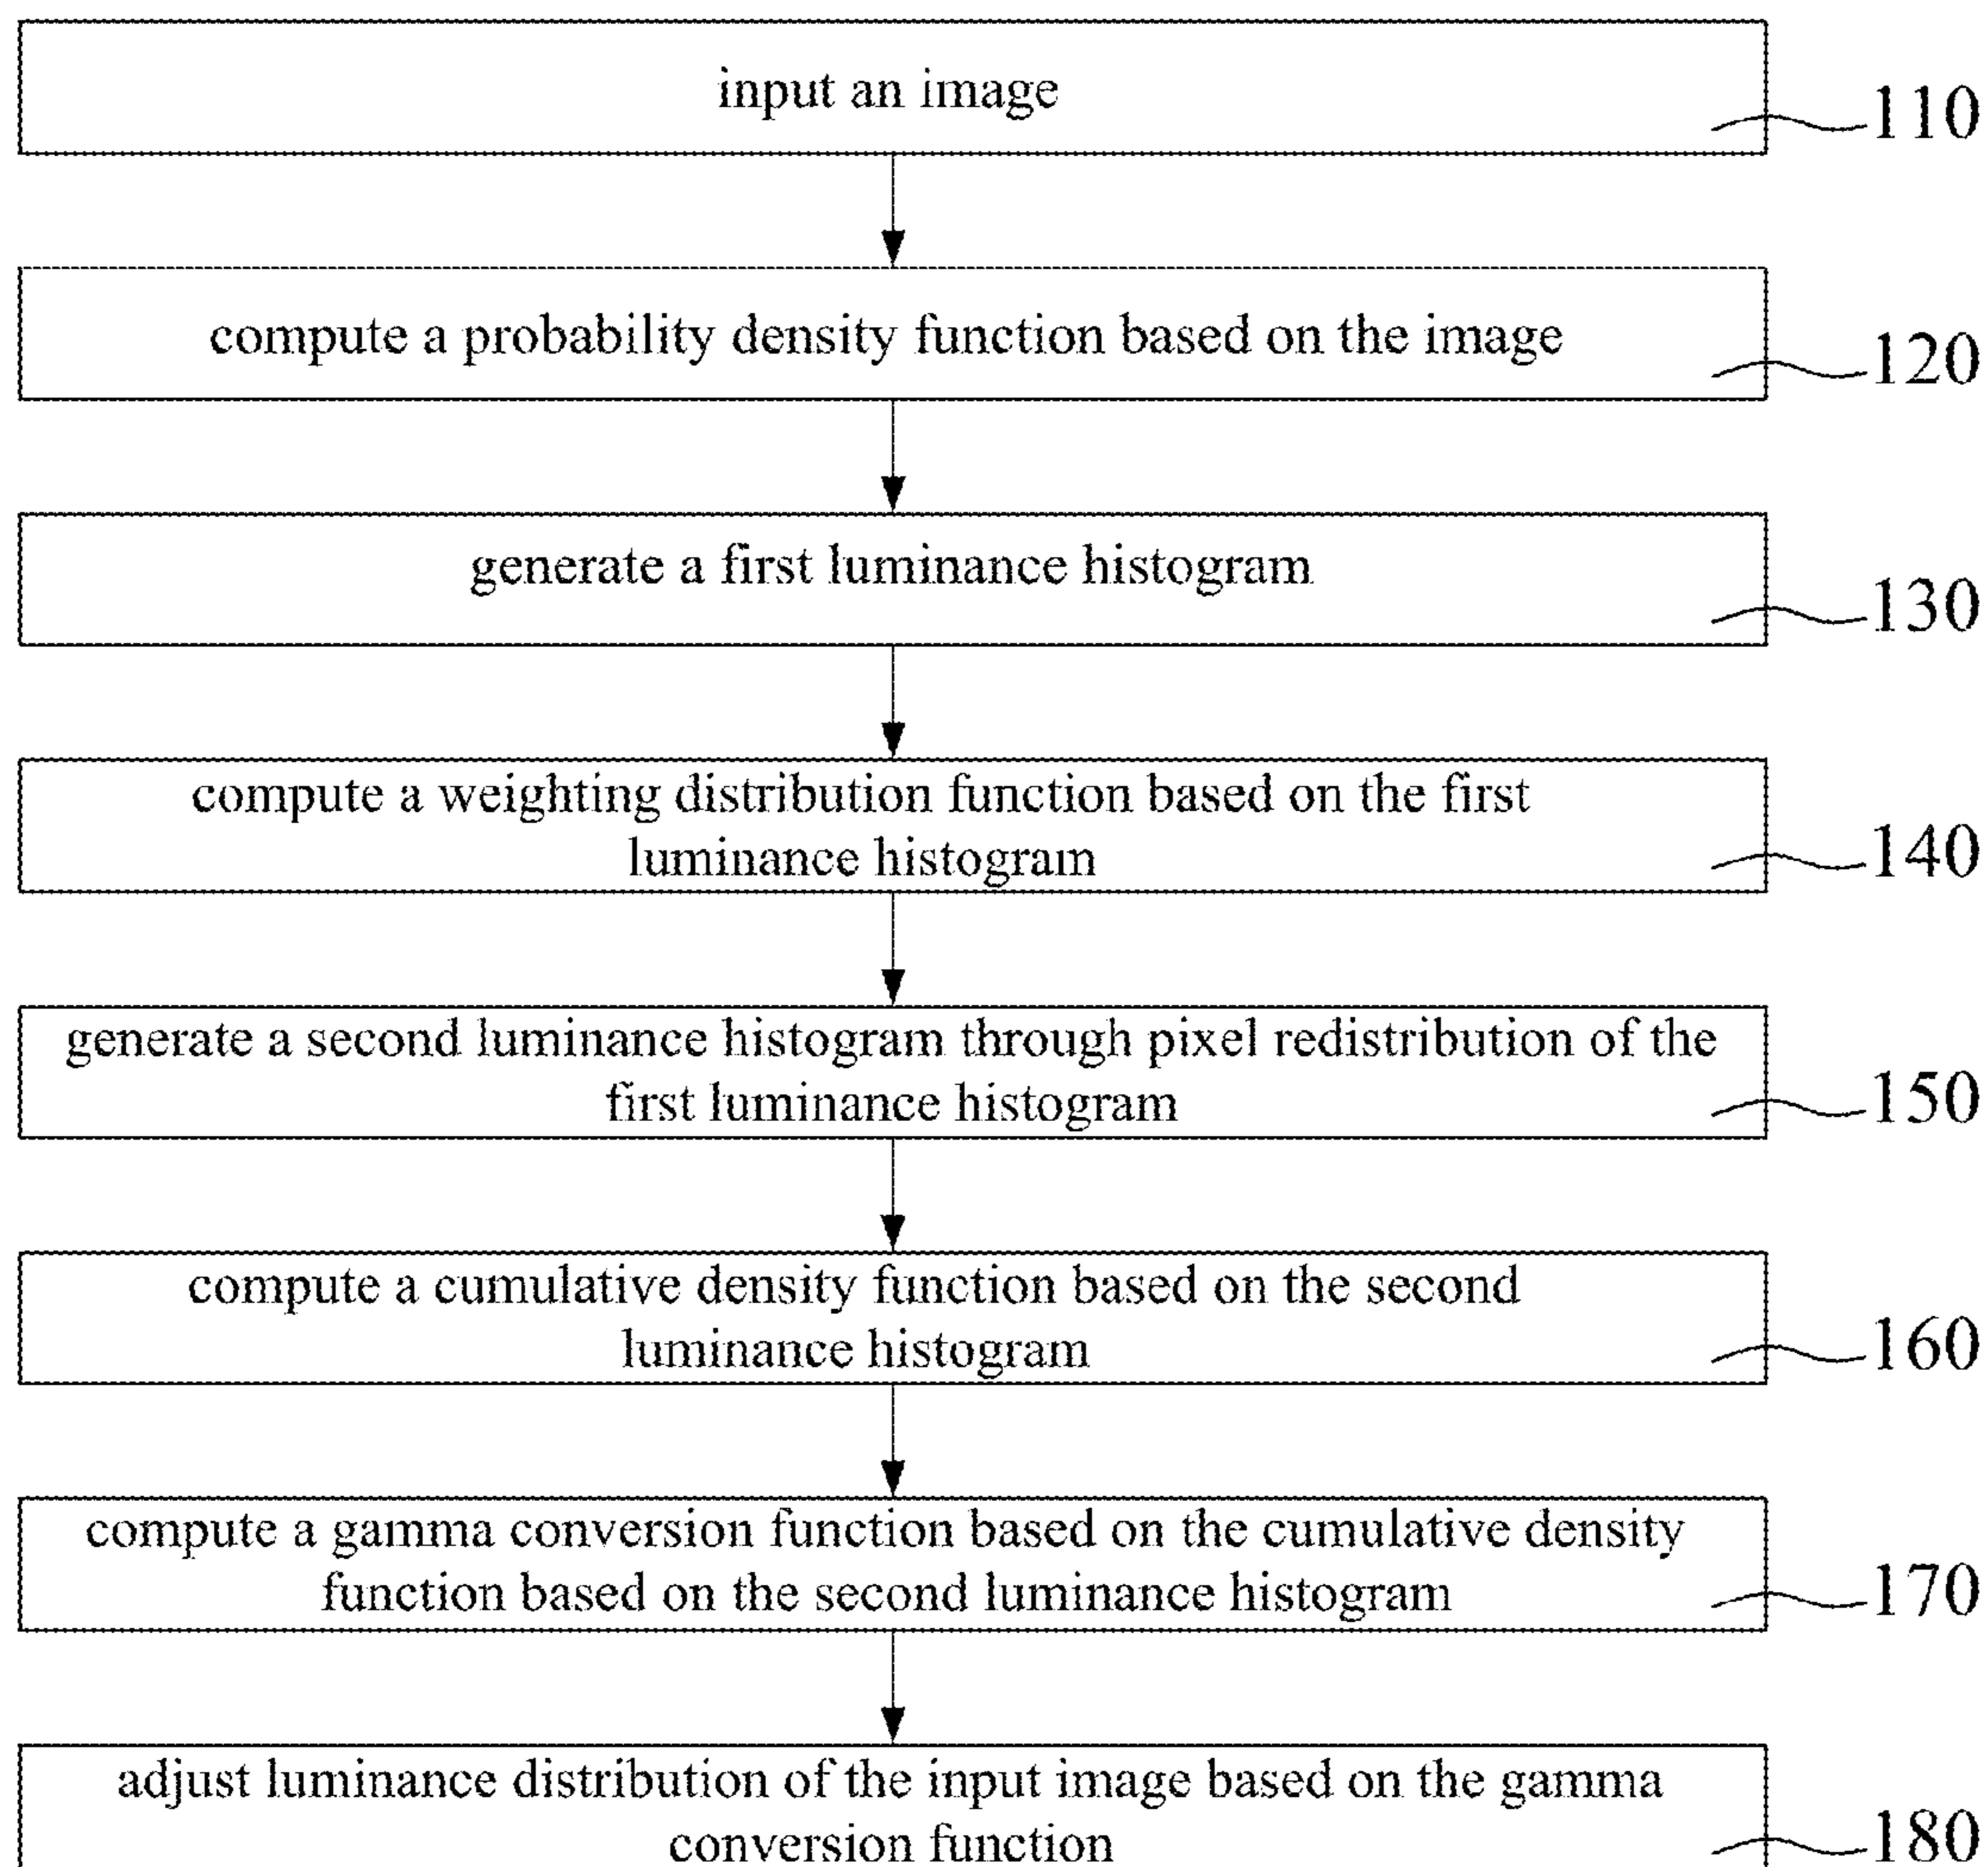 input an image
110
compute a probability density function based on the image
120
generate a first luminance histogram
130
compute a weighting distribution function based on the first
luminance histogram
140
generate a second luminance histogram through pixel redistribution of the
first luminance histogram
150
compute a cumulative density function based on the second
luminance histogram
160
compute a gamma conversion function based on the cumulative density
function based on the second luminance histogram
170
adjust luminance distribution of the input image based on the gamma
conversion function
180